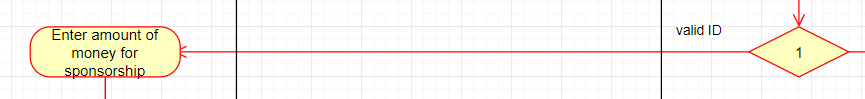 Enter amount of
money for
sponsorship
valid ID
1